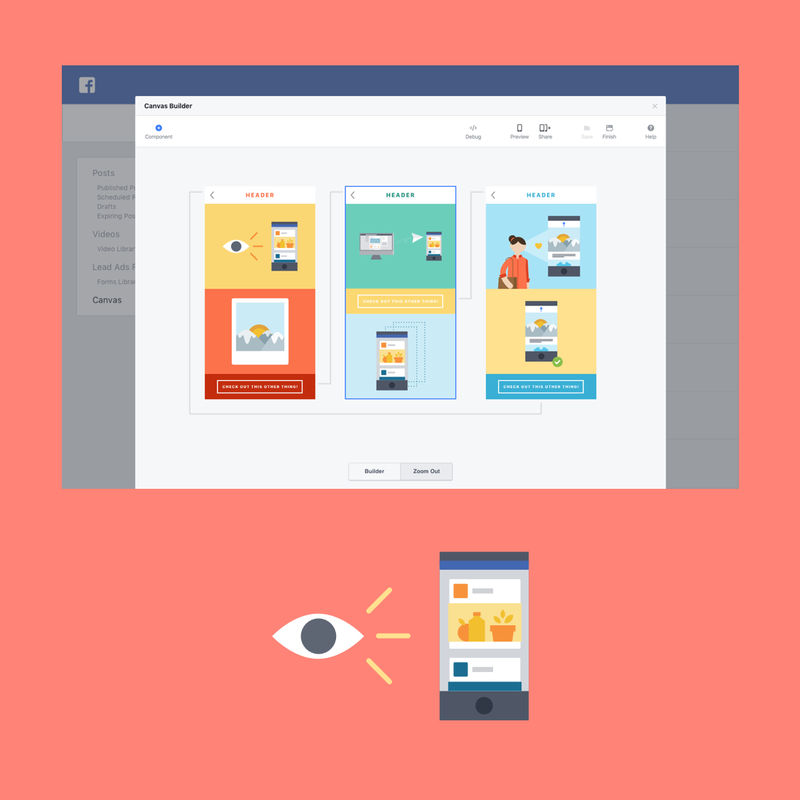 Canvas Builder
Component
Debug
Preview
Share
Save
Finish
Help
Posts
Published P
Scheduled P
Drafts
Expiring Pos
Videos
Video Librar
Lead Ads F
Forms Librar
Canvas
HEADER
CHECK OUT THIS OTHER THING!
HEADER
CHECK OUT THIS OTHER THING!
HEADER
CHECK OUT THIS OTHER THING!
Builder
Zoom Out